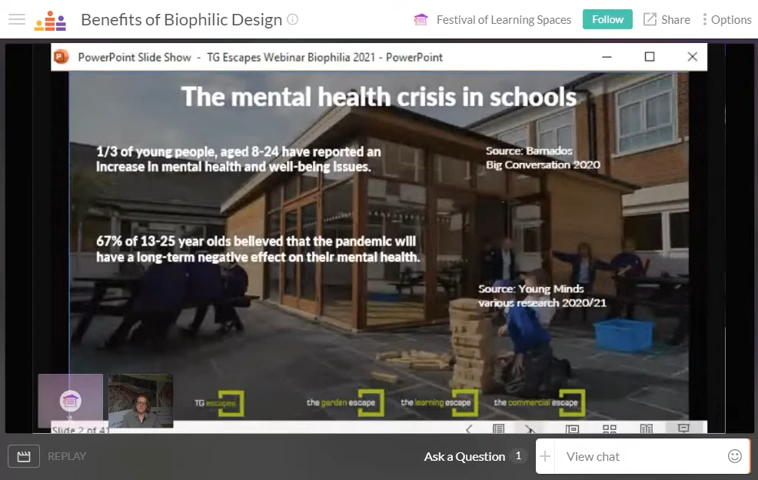 Benefits of Biophilic Design
Festival of Learning Spaces
Follow
Share
Options
PowerPoint Slide Show - TG Escapes Webinar Biophilia 2021 - PowerPoint
The mental health crisis in schools
1/3 of young people, aged 8-24 have reported an
increase in mental health and well-being issues.
Source: Barnados
Big Conversation 2020
67% of 13-25 year olds believed that the pandemic will
have a long-term negative effect on their mental health.
Source: Young Minds
various research 2020/21
TG escapes
the garden escape
the learning escape
the commercial escape
Slide 2 of 41
REPLAY
Ask a Question 1
View chat